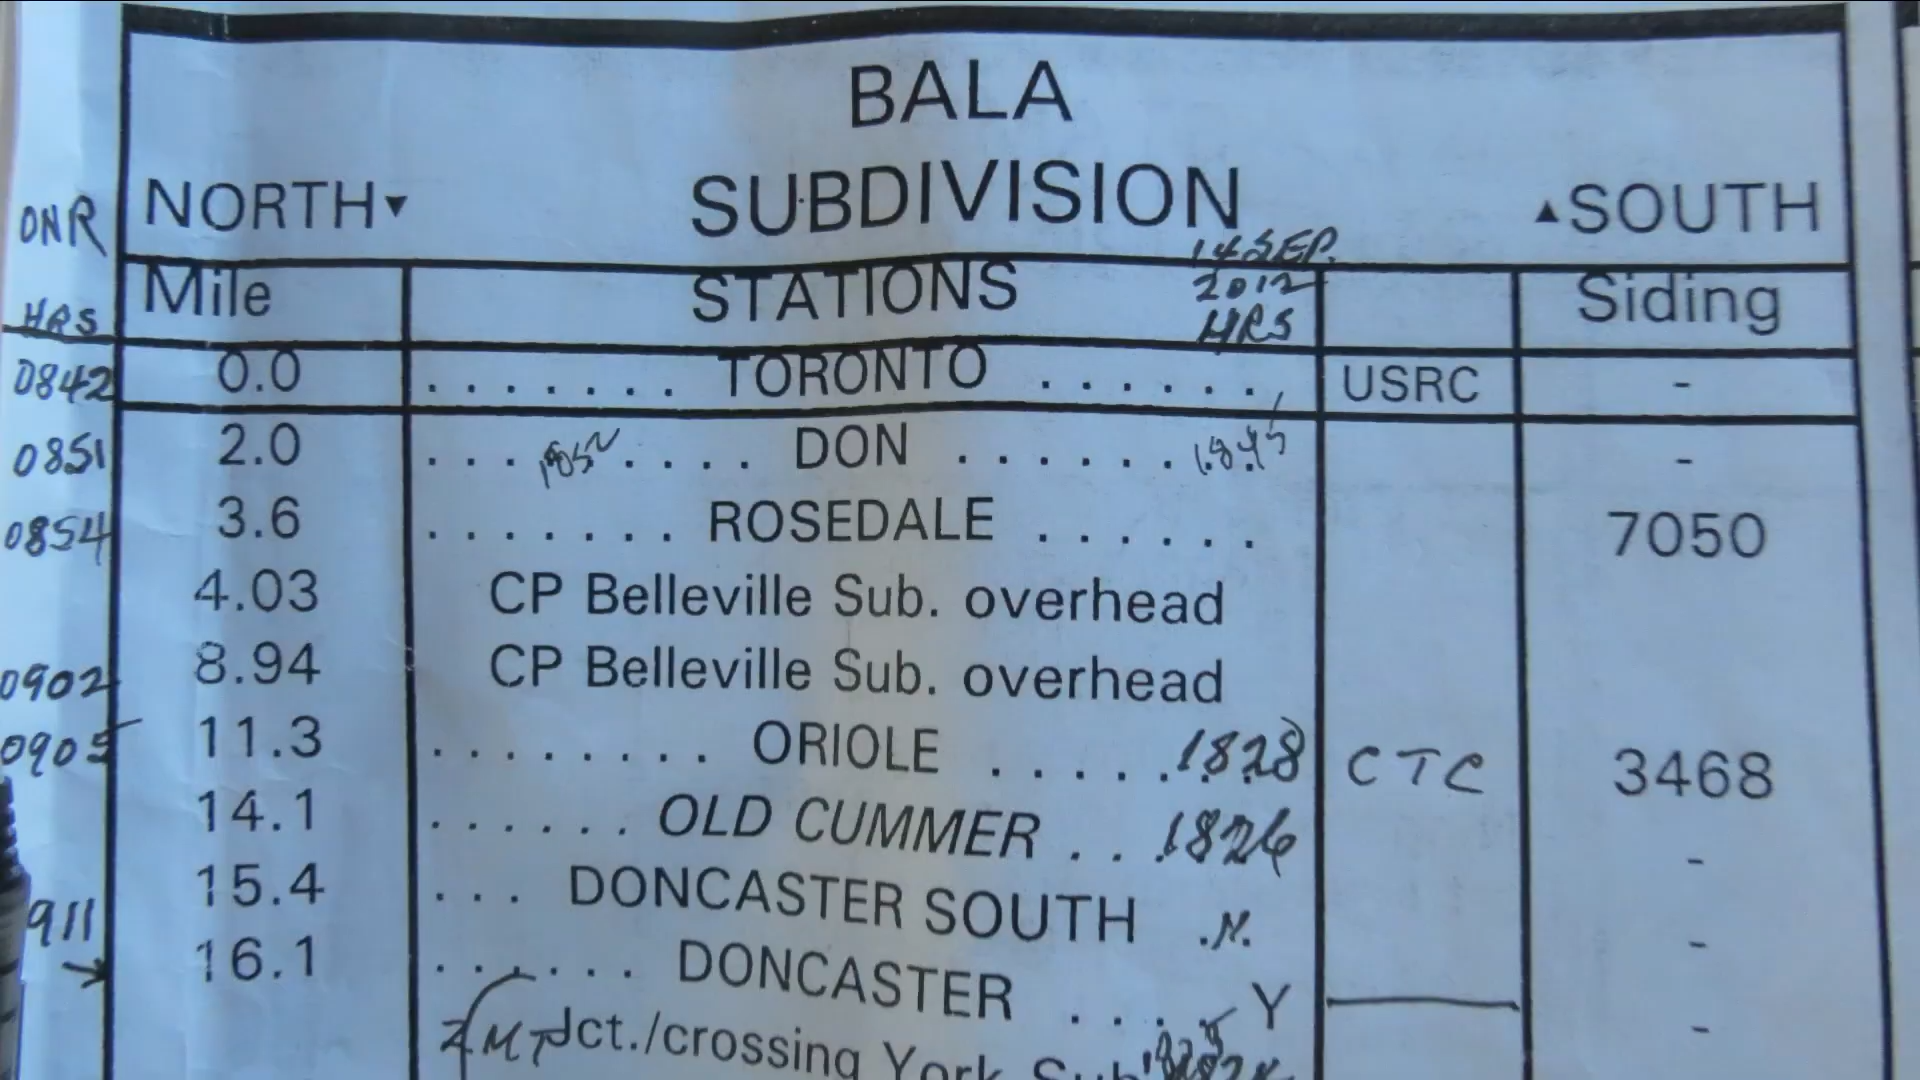 BALA
SUBDIVISION
NORTH▾ ▴SOUTH
ONR
HRS
14 SEP.
2012
HRS
Mile STATIONS Siding
0842 0.0 . . . . . . . TORONTO . . . . . . USRC -
0851 2.0 . . . . . . . DON . . . . . . . -
0854 3.6 . . . . . . . ROSEDALE . . . . . . 7050
4.03 CP Belleville Sub. overhead
0902 8.94 CP Belleville Sub. overhead
0905 11.3 . . . . . . . . ORIOLE . . . . . 1828 CTC 3468
14.1 . . . . . . OLD CUMMER . . . 1826 -
911 15.4 . . . DONCASTER SOUTH . N. -
16.1 . . . . . . DONCASTER . . . . Y -
Jct./crossing York Sub